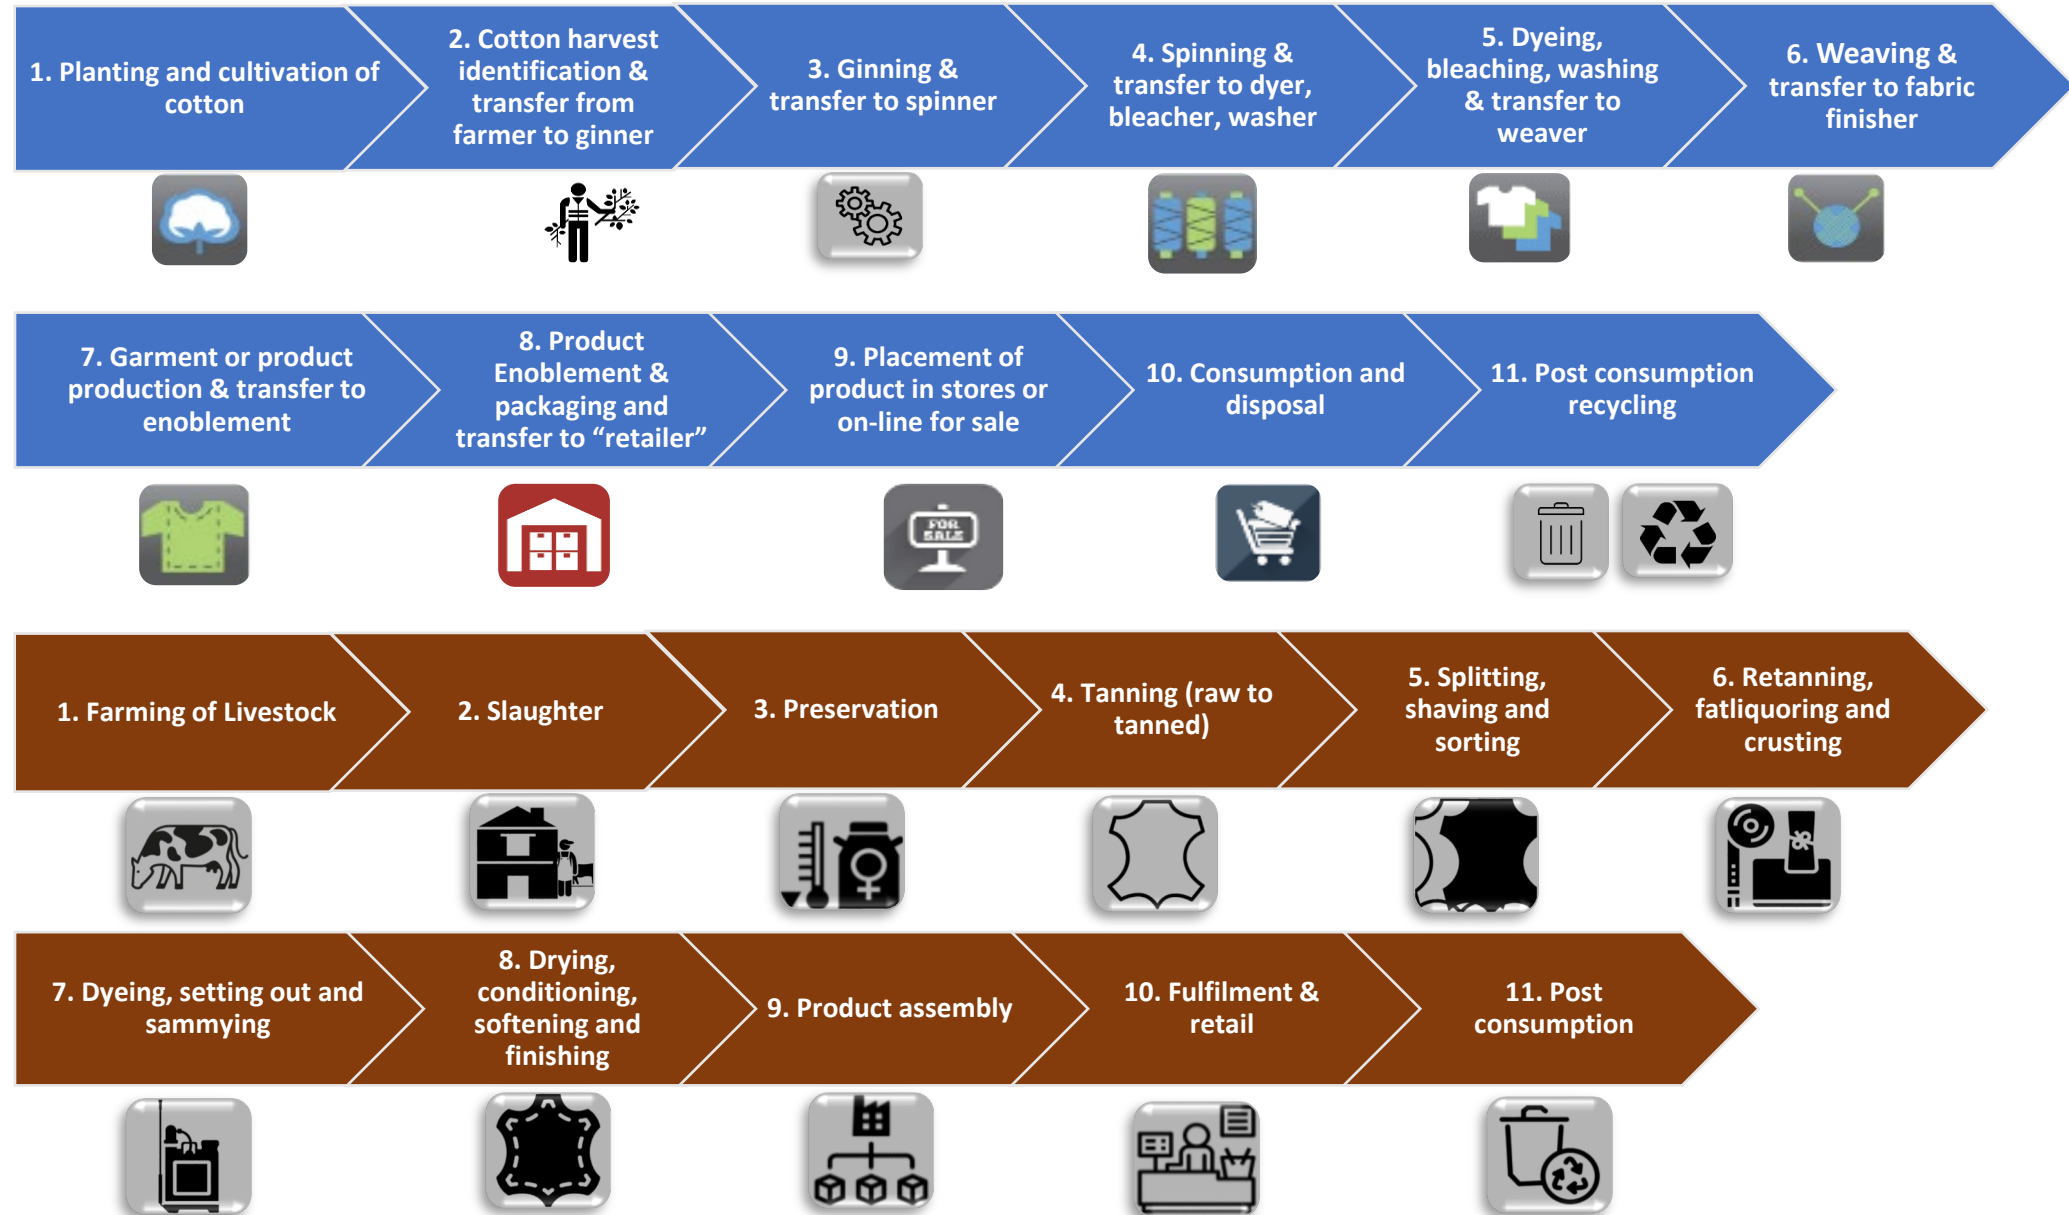 1. Planting and cultivation of
cotton
2. Cotton harvest
identification &
transfer from
farmer to ginner
3. Ginning &
transfer to spinner
4. Spinning &
transfer to dyer,
bleacher, washer
5. Dyeing,
bleaching, washing
& transfer to
weaver
6. Weaving &
transfer to fabric
finisher
7. Garment or product
production & transfer to
enoblement
8. Product
Enoblement &
packaging and
transfer to “retailer”
9. Placement of
product in stores or
on-line for sale
10. Consumption and
disposal
11. Post consumption
recycling
FOR
SALE
1. Farming of Livestock
2. Slaughter
3. Preservation
4. Tanning (raw to
tanned)
5. Splitting,
shaving and
sorting
6. Retanning,
fatliquoring and
crusting
7. Dyeing, setting out and
sammying
8. Drying,
conditioning,
softening and
finishing
9. Product assembly
10. Fulfilment &
retail
11. Post
consumption